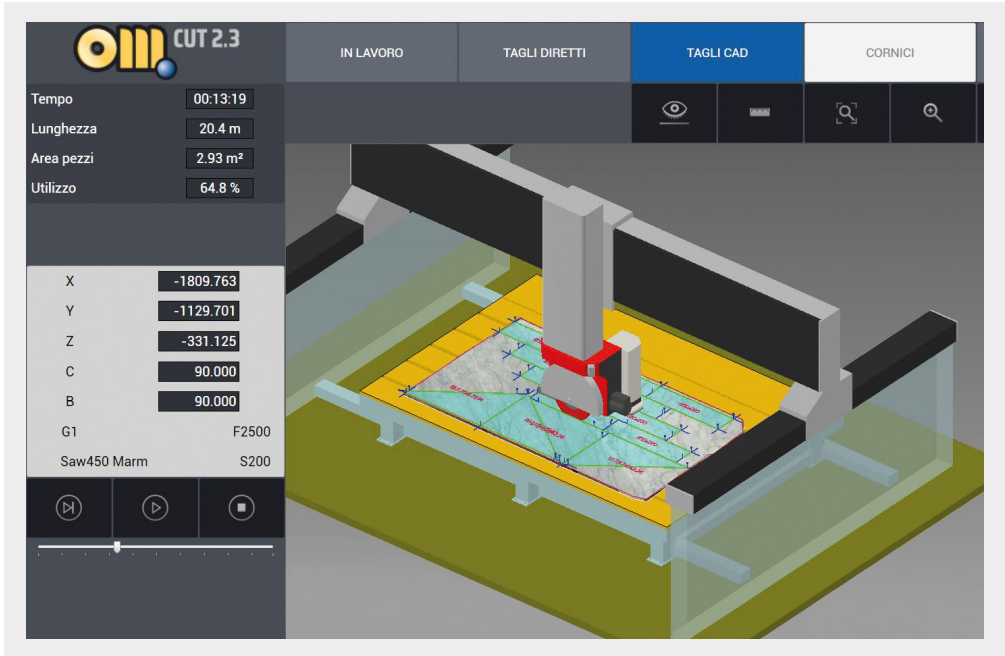 om CUT 2.3
IN LAVORO
TAGLI DIRETTI
TAGLI CAD
CORNICI
Tempo 00:13:19
Lunghezza 20.4 m
Area pezzi 2.93 m²
Utilizzo 64.8 %
X -1809.763
Y -1129.701
Z -331.125
C 90.000
B 90.000
G1 F2500
Saw450 Marm S200